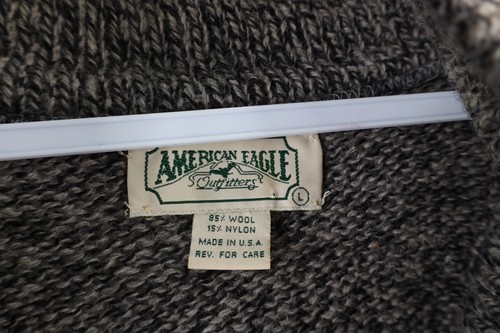 AMERICAN EAGLE
Outfitters
L
85% WOOL
15% NYLON
MADE IN U.S.A.
REV. FOR CARE